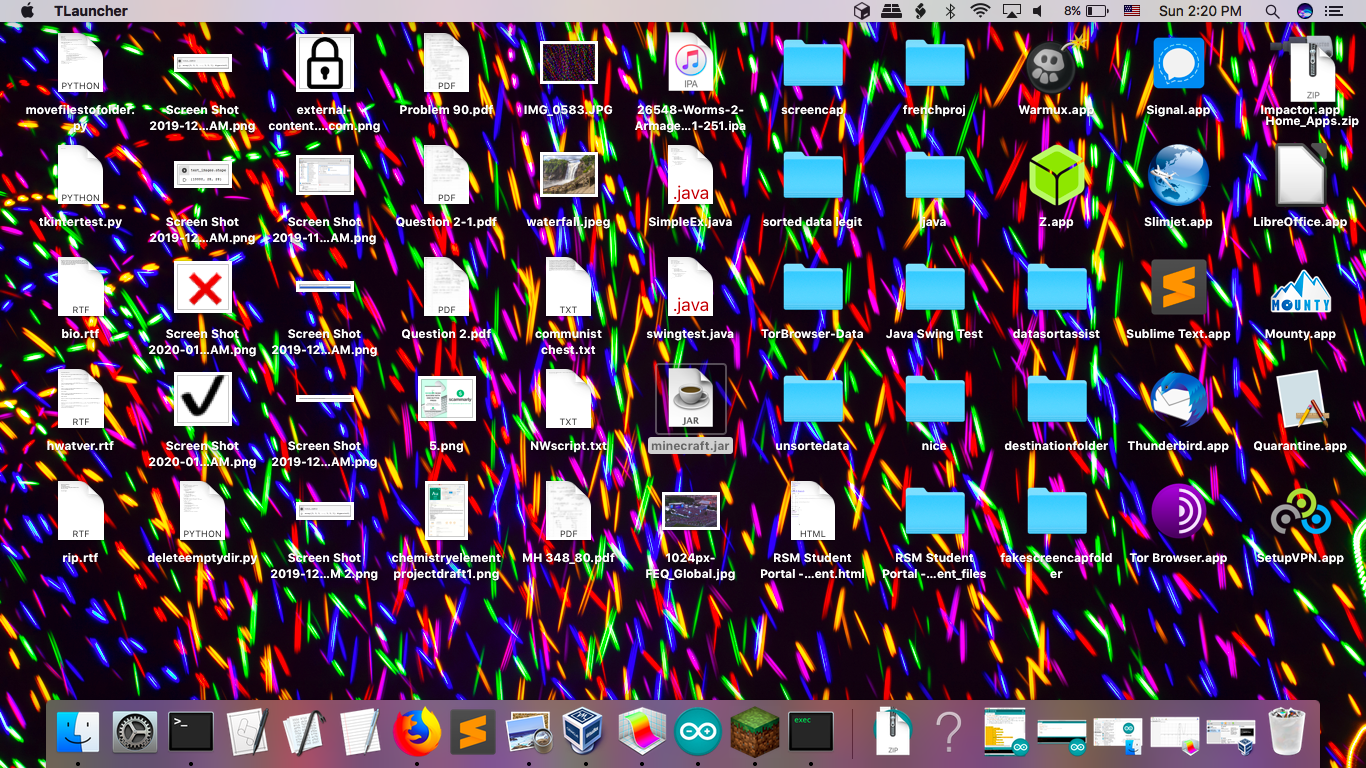 TLauncher
8%
Sun 2:20 PM
PYTHON
PDF
IPA
ZIP
movefilestofolder.
py
Screen Shot
2019-12...AM.png
external-
content....com.png
Problem 90.pdf
IMG_0583.JPG
26548-Worms-2-
Armage...1-251.ipa
screencap
frenchproj
Warmux.app
Signal.app
Impactor.app
Home_Apps.zip
PYTHON
PDF
.java
tkintertest.py
Screen Shot
2019-12...AM.png
Screen Shot
2019-11...AM.png
Question 2-1.pdf
waterfall.jpeg
SimpleEx.java
sorted data legit
java
Z.app
Slimjet.app
LibreOffice.app
RTF
PDF
TXT
.java
MOUNTY
bio.rtf
Screen Shot
2020-01...AM.png
Screen Shot
2019-12...AM.png
Question 2.pdf
communist
chest.txt
swingtest.java
TorBrowser-Data
Java Swing Test
datasortassist
Sublime Text.app
Mounty.app
RTF
scammarly
TXT
JAR
hwatver.rtf
Screen Shot
2020-01...AM.png
Screen Shot
2019-12...AM.png
5.png
NWscript.txt
minecraft.jar
unsortedata
nice
destinationfolder
Thunderbird.app
Quarantine.app
RTF
PYTHON
PDF
HTML
rip.rtf
deleteemptydir.py
Screen Shot
2019-12...M 2.png
chemistryelement
projectdraft1.png
MH 348_80.pdf
1024px-
FEQ_Global.jpg
RSM Student
Portal -...ent.html
RSM Student
Portal -...ent_files
fakescreencapfold
er
Tor Browser.app
SetupVPN.app
>_
exec
ZIP
?